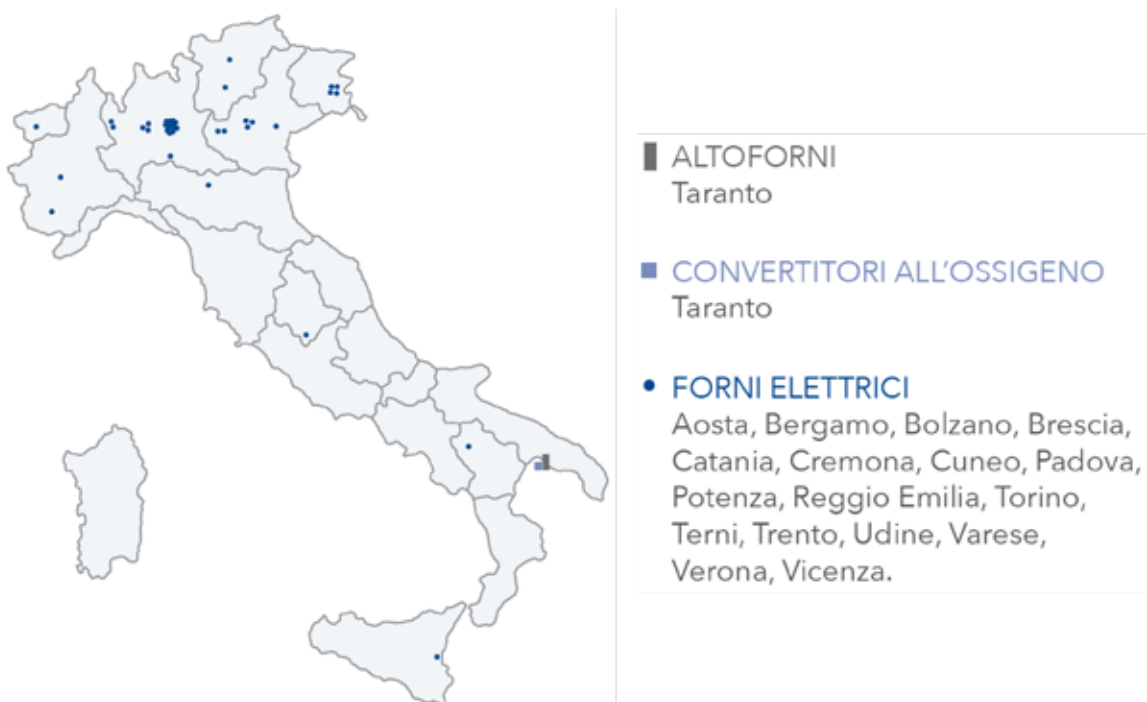 ALTOFORNI
Taranto
CONVERTITORI ALL'OSSIGENO
Taranto
FORNI ELETTRICI
Aosta, Bergamo, Bolzano, Brescia,
Catania, Cremona, Cuneo, Padova,
Potenza, Reggio Emilia, Torino,
Terni, Trento, Udine, Varese,
Verona, Vicenza.